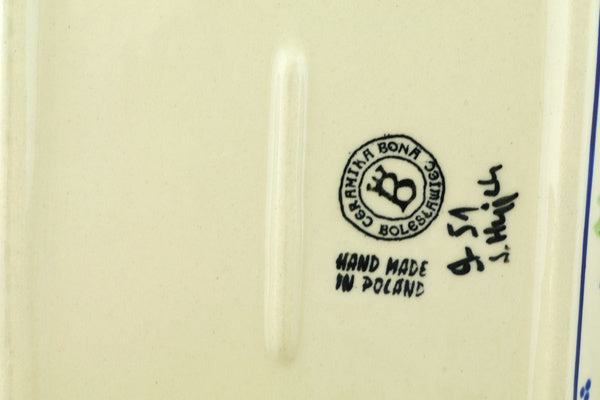 CERAMIKA BONA
BOLESŁAWIEC
B
HAND MADE
IN POLAND